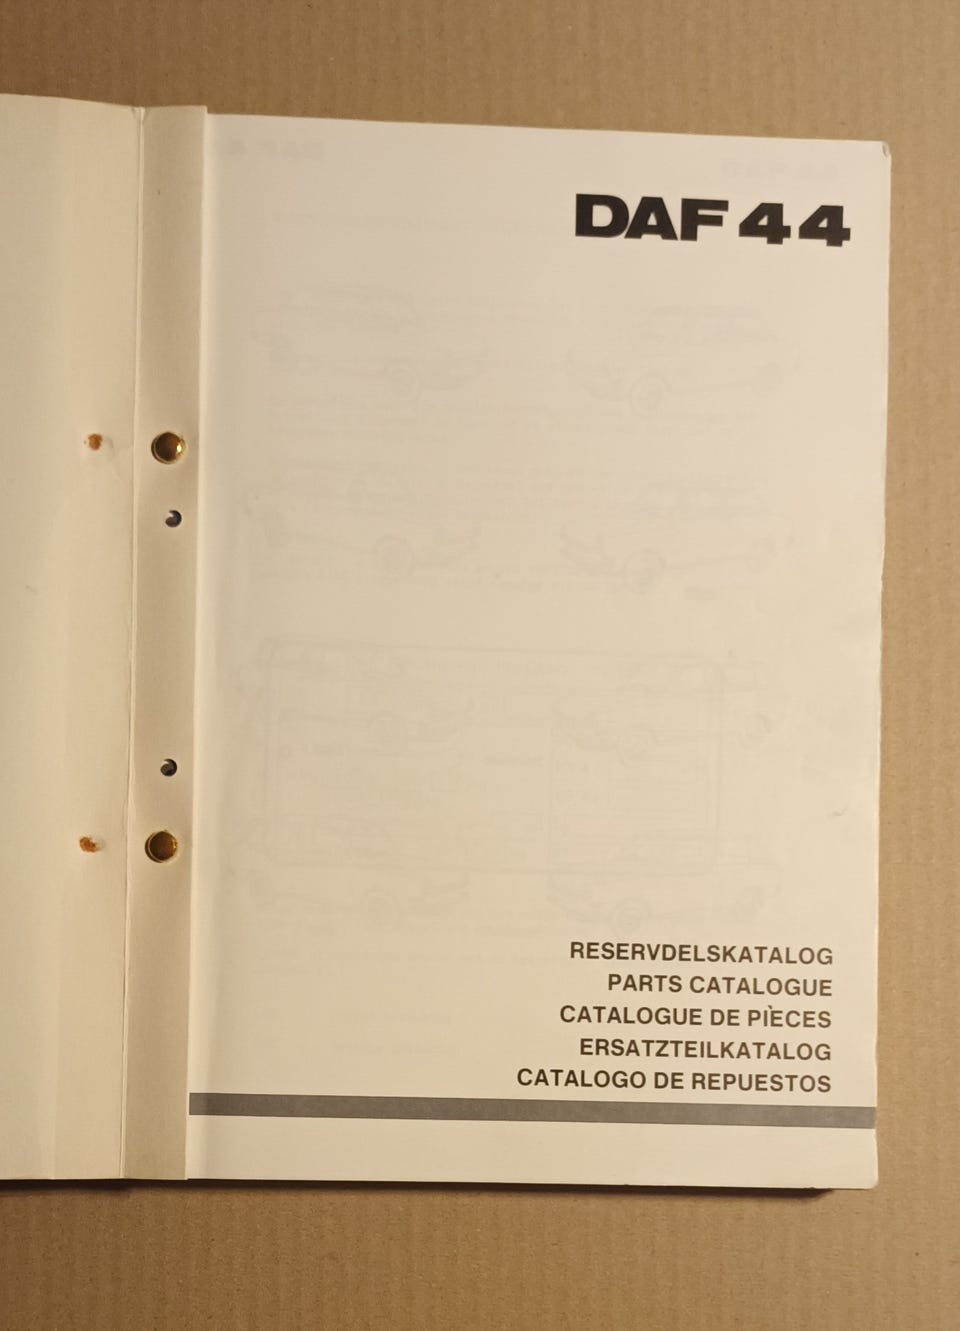 DAF 44
RESERVDELSKATALOG
PARTS CATALOGUE
CATALOGUE DE PIÈCES
ERSATZTEILKATALOG
CATALOGO DE REPUESTOS